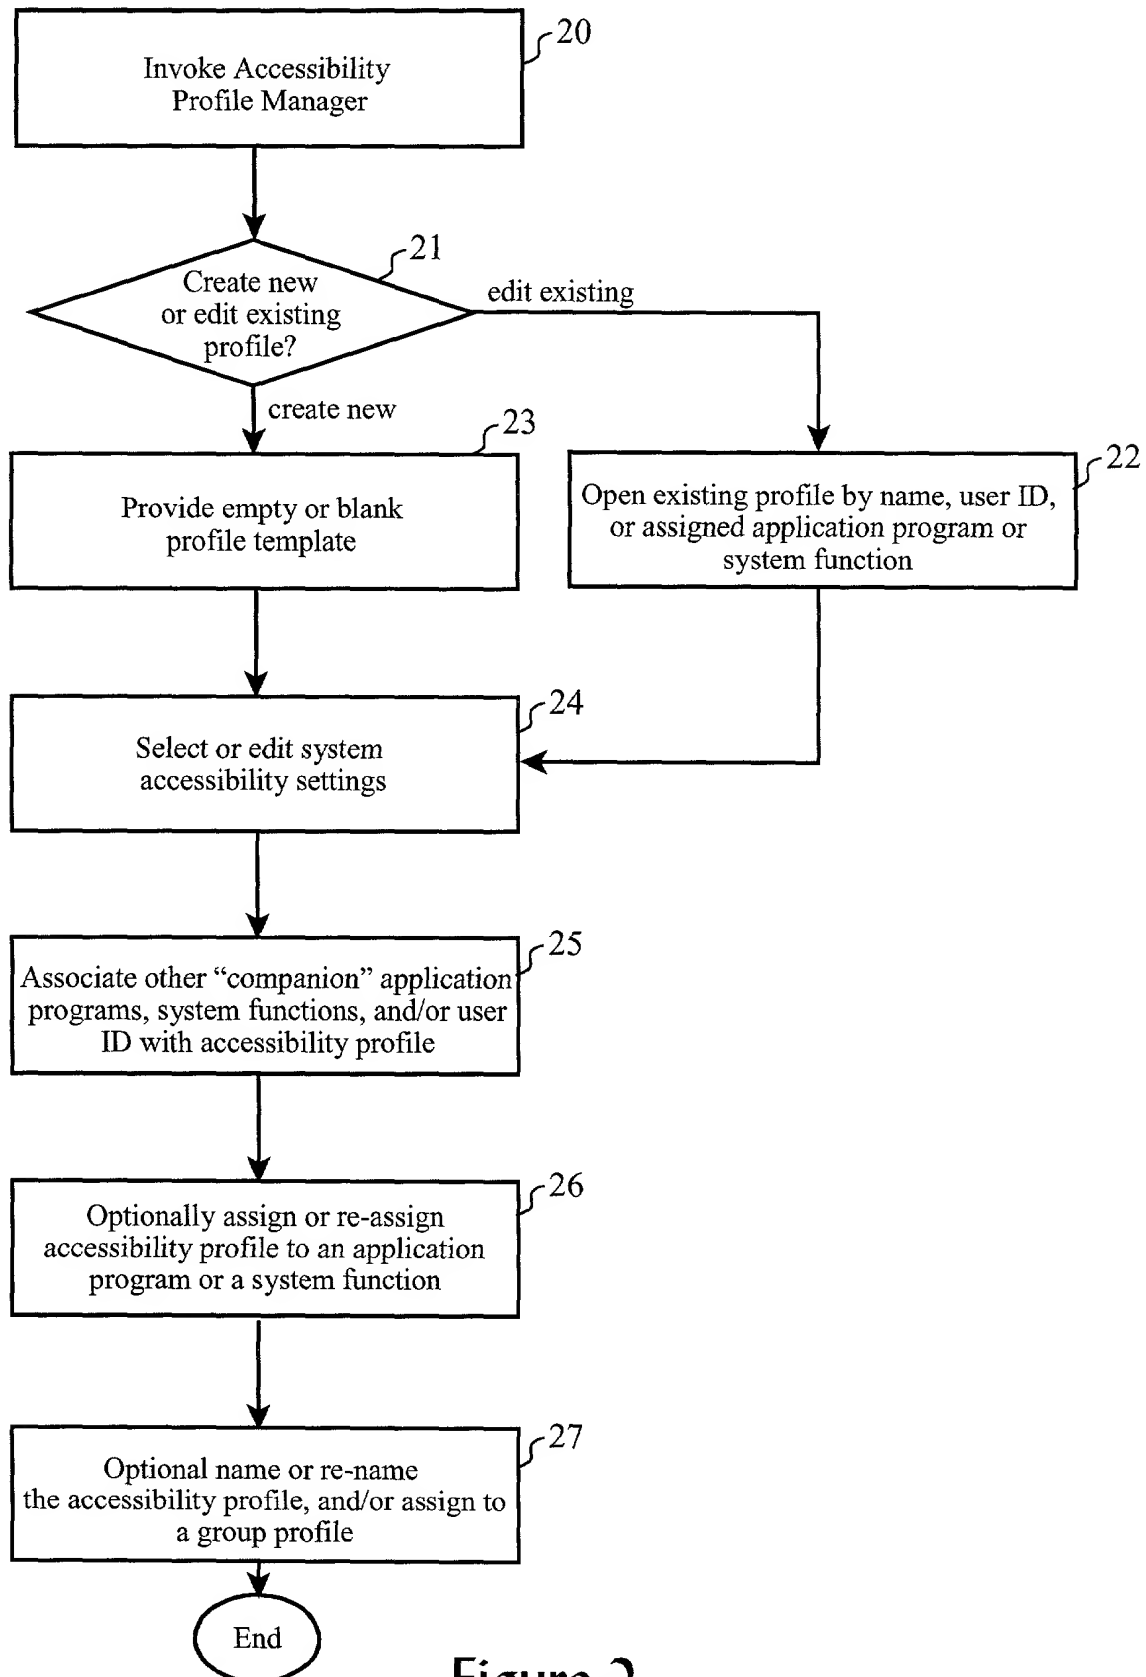 20
Invoke Accessibility
Profile Manager
21
Create new
or edit existing
profile?
edit existing
create new
23
Provide empty or blank
profile template
22
Open existing profile by name, user ID,
or assigned application program or
system function
24
Select or edit system
accessibility settings
25
Associate other “companion” application
programs, system functions, and/or user
ID with accessibility profile
26
Optionally assign or re-assign
accessibility profile to an application
program or a system function
27
Optional name or re-name
the accessibility profile, and/or assign to
a group profile
End
Figure 2